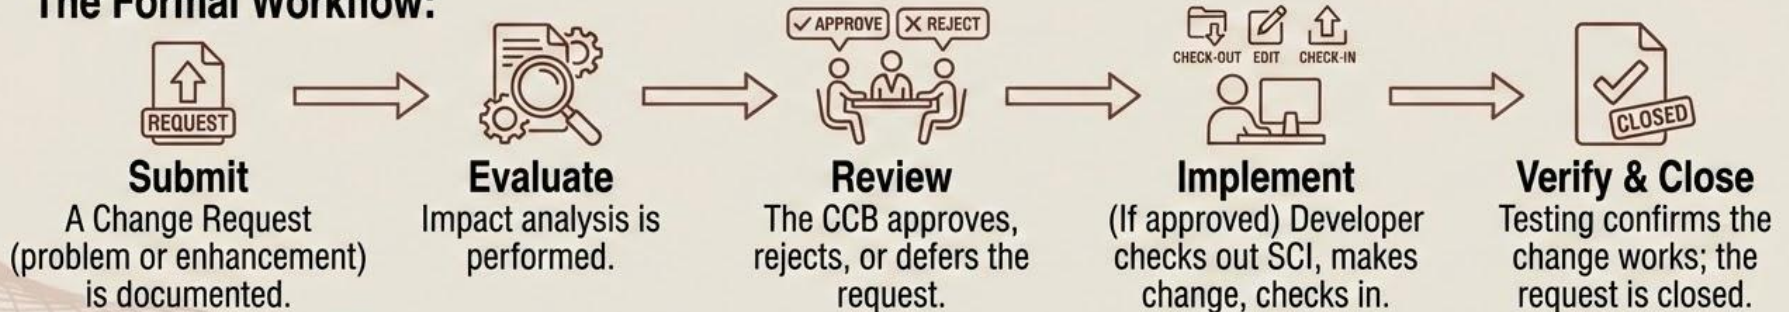 The Formal Workflow:
REQUEST
Submit
A Change Request
(problem or enhancement)
is documented.
Evaluate
Impact analysis is
performed.
✓ APPROVE
X REJECT
Review
The CCB approves,
rejects, or defers the
request.
CHECK-OUT EDIT CHECK-IN
Implement
(If approved) Developer
checks out SCI, makes
change, checks in.
CLOSED
Verify & Close
Testing confirms the
change works; the
request is closed.